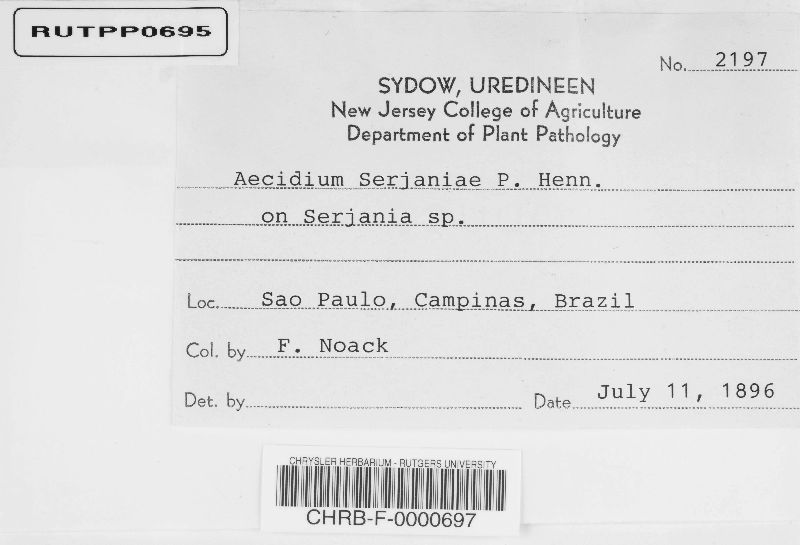 RUTPP0695
No. 2197
SYDOW, UREDINEEN
New Jersey College of Agriculture
Department of Plant Pathology
Aecidium Serjaniae P. Henn.
on Serjania sp.
Loc. Sao Paulo, Campinas, Brazil
Col. by F. Noack
Det. by Date July 11, 1896
CHRYSLER HERBARIUM - RUTGERS UNIVERSITY
CHRB-F-0000697